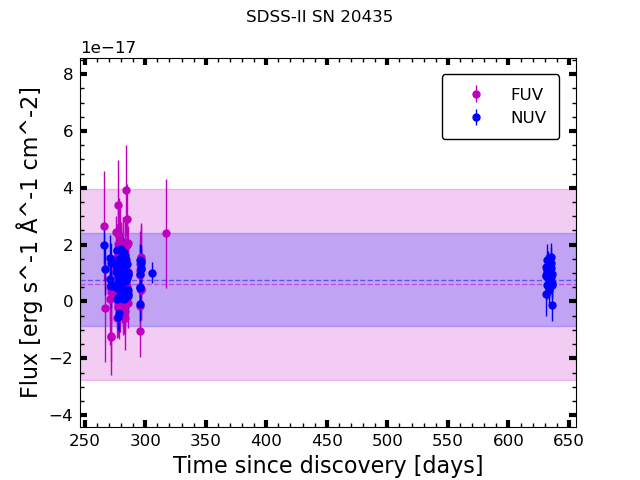 SDSS-II SN 20435
1e−17
FUV
NUV
8
6
4
2
0
−2
−4
Flux [erg s^-1 Å^-1 cm^-2]
250 300 350 400 450 500 550 600 650
Time since discovery [days]